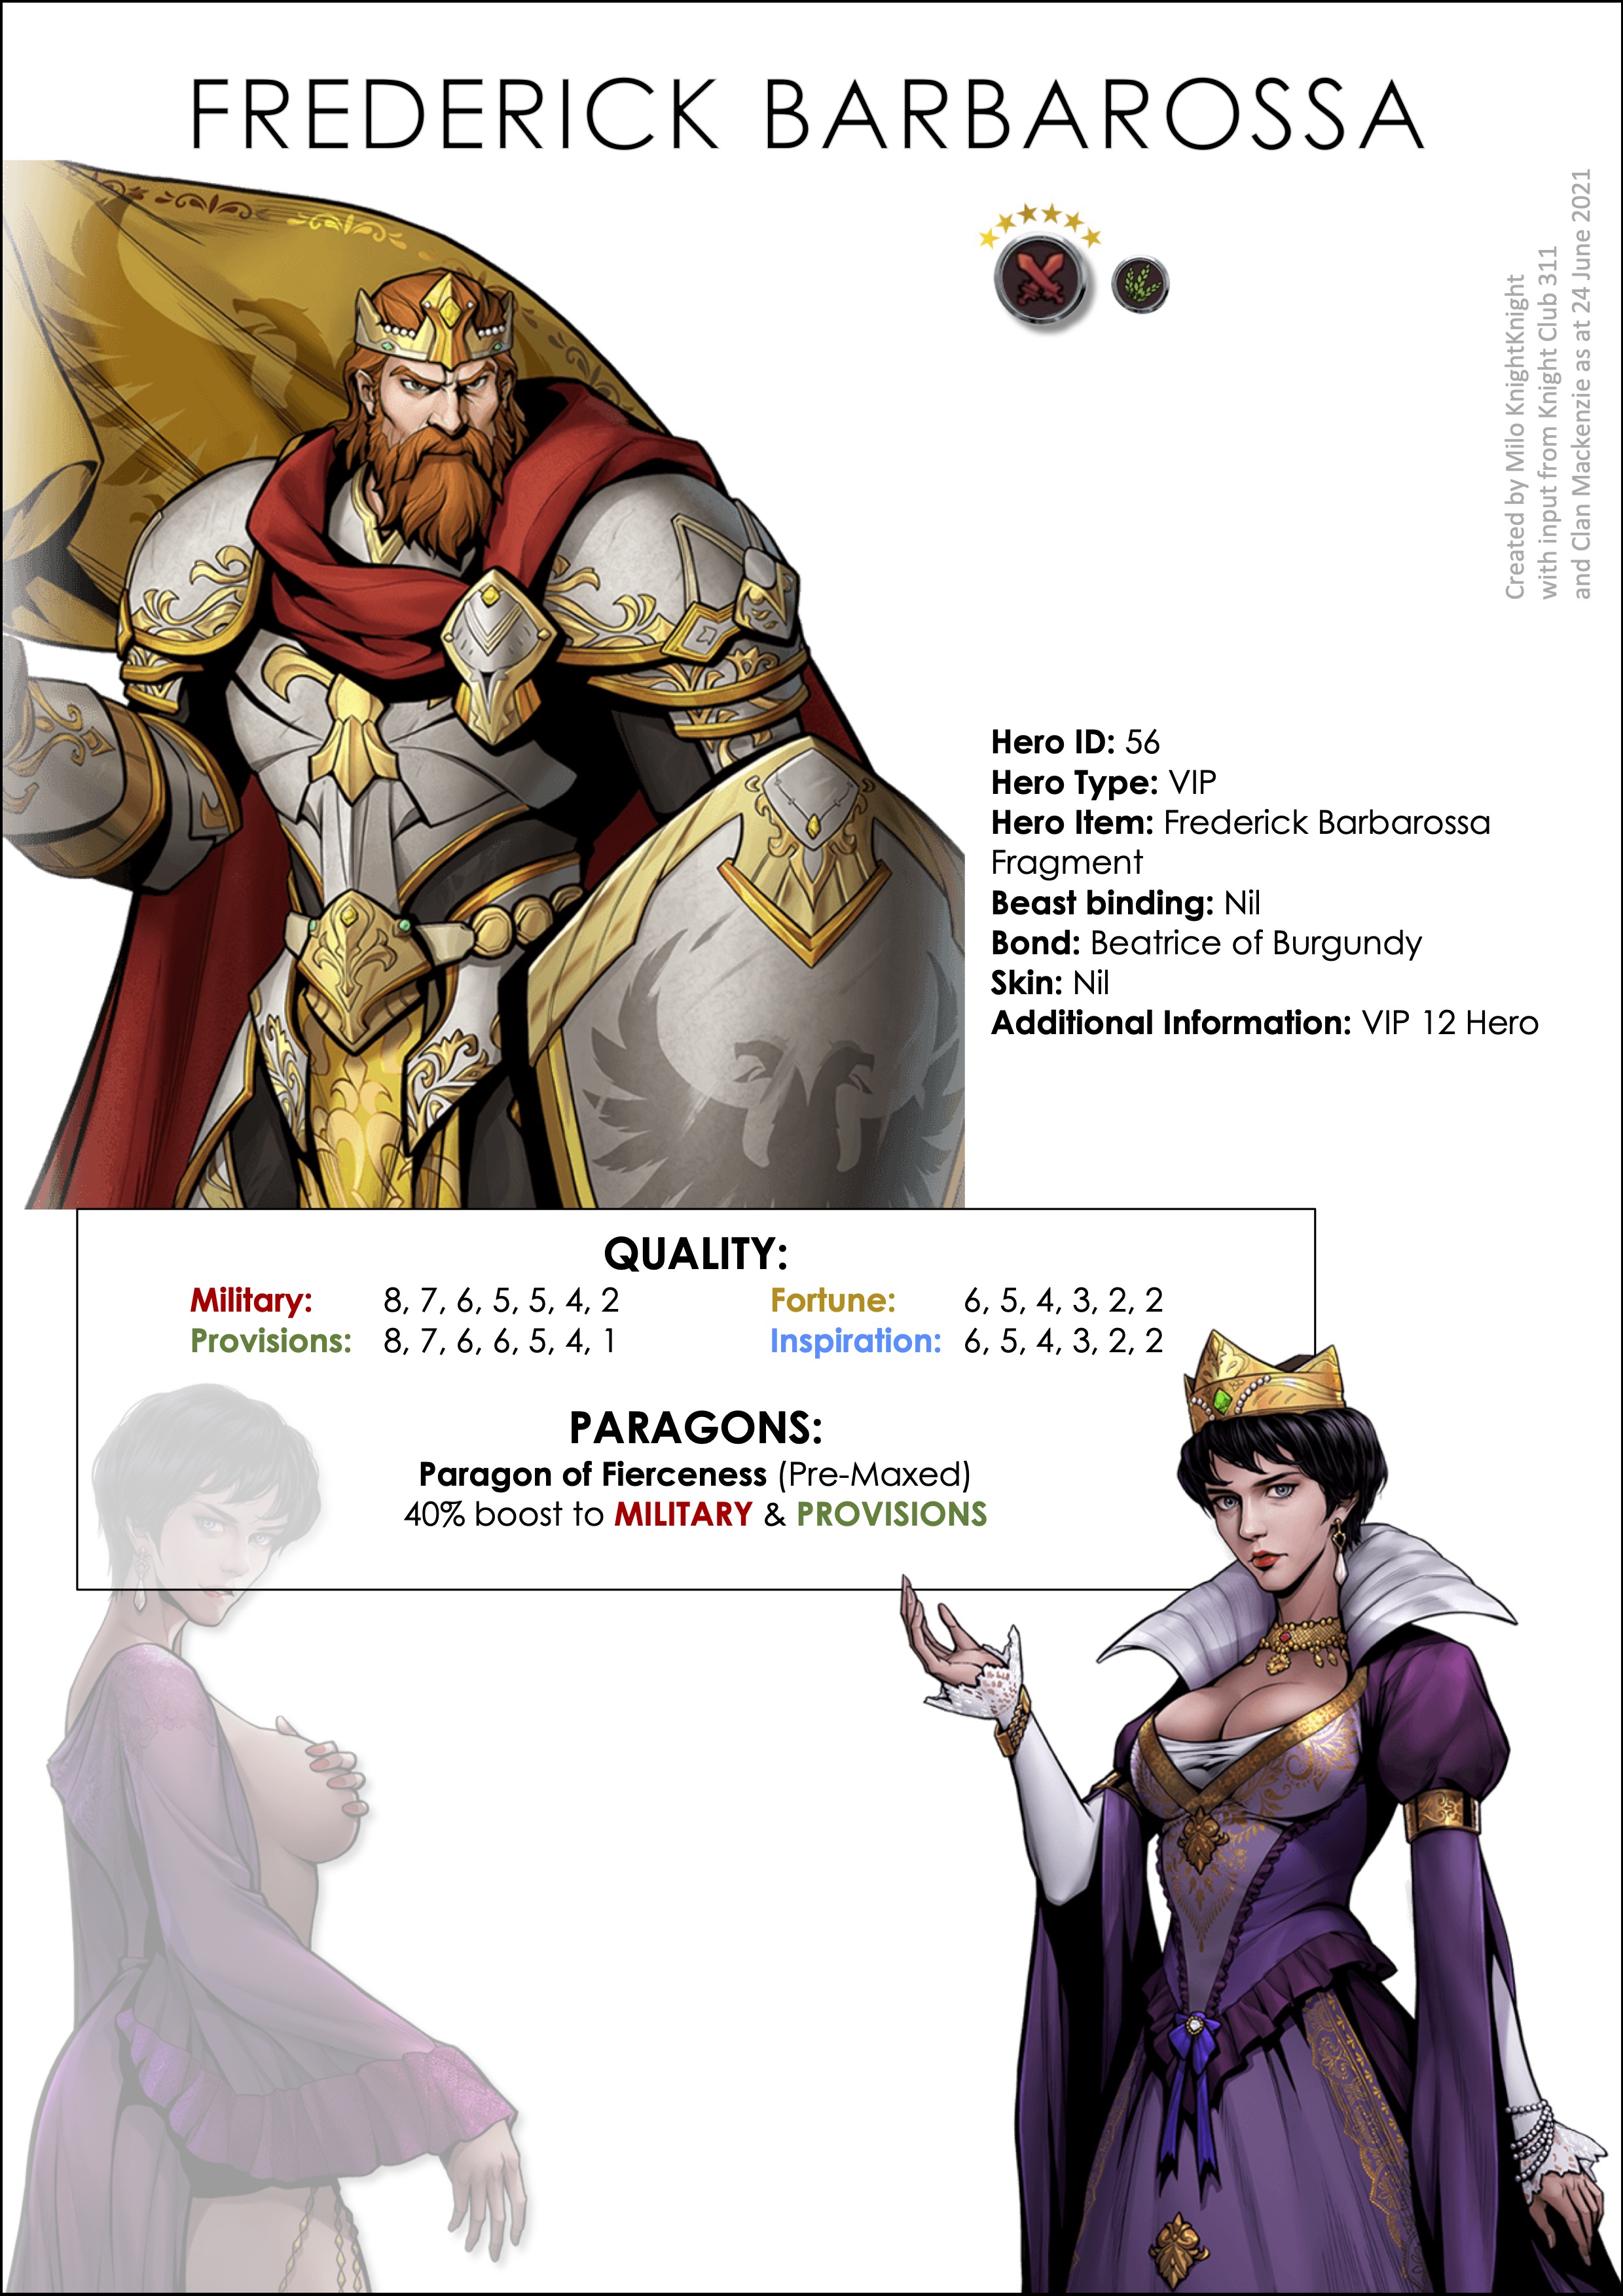 FREDERICK BARBAROSSA
Created by Milo KnightKnight
with input from Knight Club 311
and Clan Mackenzie as at 24 June 2021
Hero ID: 56
Hero Type: VIP
Hero Item: Frederick Barbarossa
Fragment
Beast binding: Nil
Bond: Beatrice of Burgundy
Skin: Nil
Additional Information: VIP 12 Hero
QUALITY:
Military: 8, 7, 6, 5, 5, 4, 2 Fortune: 6, 5, 4, 3, 2, 2
Provisions: 8, 7, 6, 6, 5, 4, 1 Inspiration: 6, 5, 4, 3, 2, 2
PARAGONS:
Paragon of Fierceness (Pre-Maxed)
40% boost to MILITARY & PROVISIONS